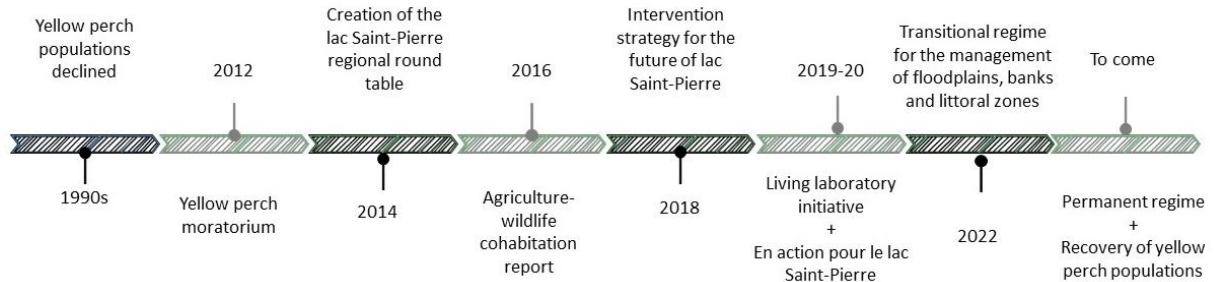 Yellow perch
populations
declined
1990s
2012
Yellow perch
moratorium
Creation of the
lac Saint-Pierre
regional round
table
2014
2016
Agriculture-
wildlife
cohabitation
report
Intervention
strategy for the
future of lac
Saint-Pierre
2018
2019-20
Living laboratory
initiative
+
En action pour le lac
Saint-Pierre
Transitional regime
for the management
of floodplains, banks
and littoral zones
2022
To come
Permanent regime
+
Recovery of yellow
perch populations